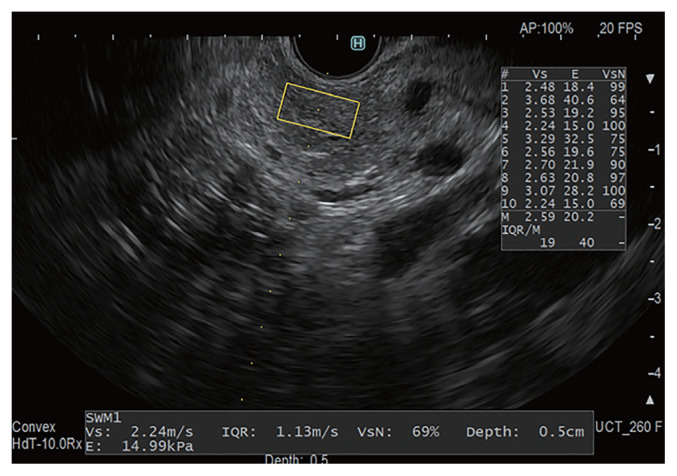 AP:100% 20 FPS
H
# Vs E VsN
1 2.48 18.4 99
2 3.68 40.6 64
3 2.53 19.2 95
4 2.24 15.0 100
5 3.29 32.5 75
6 2.56 19.6 75
7 2.70 21.9 90
8 2.63 20.8 97
9 3.07 28.2 100
10 2.24 15.0 69
M 2.59 20.2 –
IQR/M
19 40 –
-1
-2
-3
-4
SWM1
Vs: 2.24m/s IQR: 1.13m/s VsN: 69% Depth: 0.5cm
E: 14.99kPa
Convex
HdT-10.0Rx
UCT_260 F
Depth: 0.5